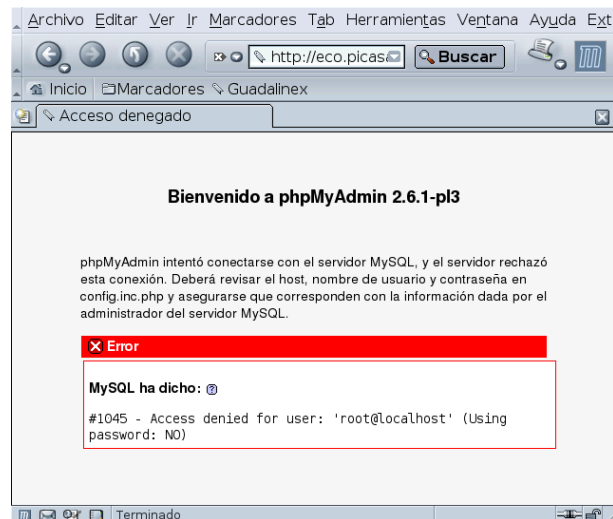 Archivo Editar Ver Ir Marcadores Tab Herramientas Ventana Ayuda Ext
http://eco.picas Buscar
Inicio Marcadores Guadalinex
Acceso denegado
Bienvenido a phpMyAdmin 2.6.1-pl3
phpMyAdmin intentó conectarse con el servidor MySQL, y el servidor rechazó
esta conexión. Deberá revisar el host, nombre de usuario y contraseña en
config.inc.php y asegurarse que corresponden con la información dada por el
administrador del servidor MySQL.
Error
MySQL ha dicho:
#1045 - Access denied for user: 'root@localhost' (Using
password: NO)
Terminado